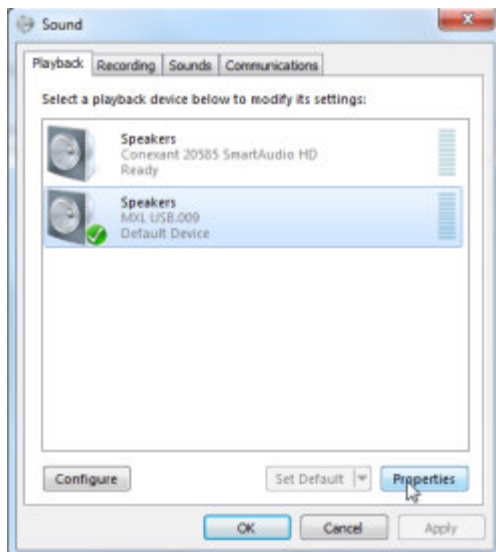 Sound
Playback Recording Sounds Communications
Select a playback device below to modify its settings:
Speakers
Conexant 20585 SmartAudio HD
Ready
Speakers
MXL USB.009
Default Device
Configure Set Default Properties
OK Cancel Apply